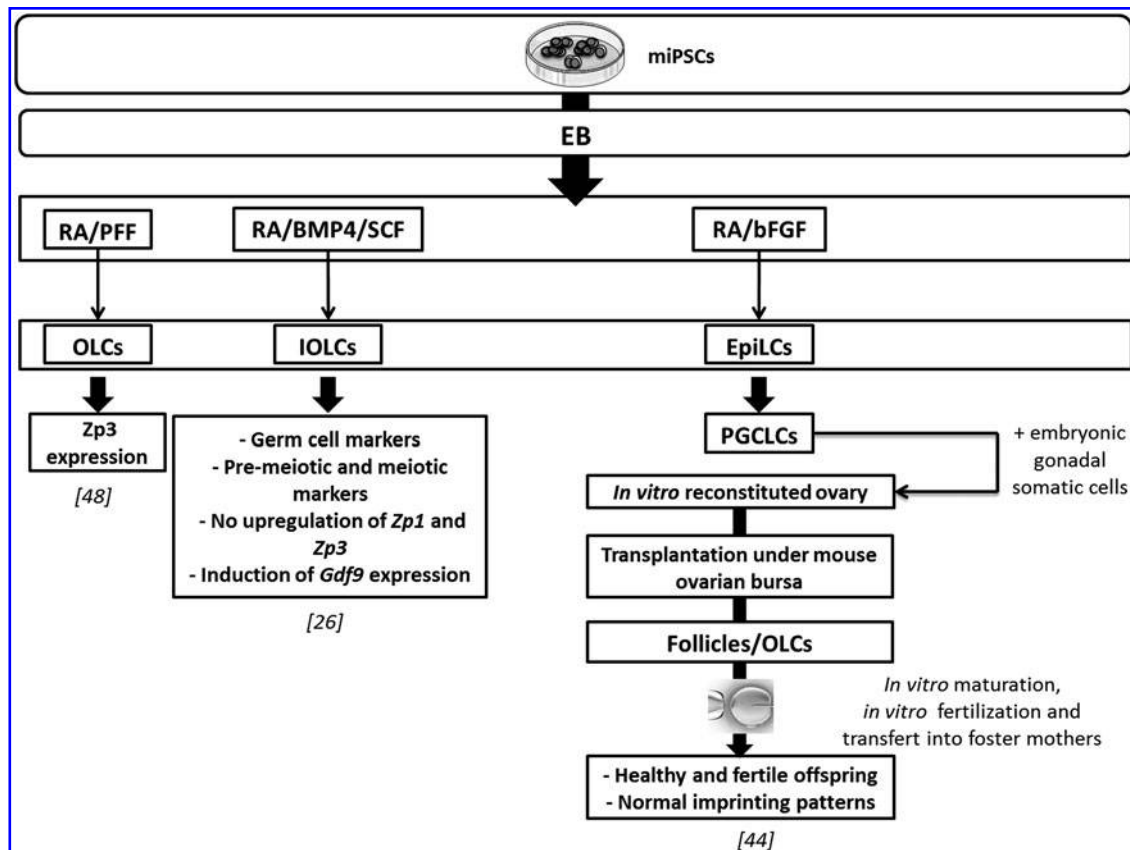 miPSCs
EB
RA/PFF
RA/BMP4/SCF
RA/bFGF
OLCs
IOLCs
EpiLCs
Zp3
expression
[48]
- Germ cell markers
- Pre-meiotic and meiotic
markers
- No upregulation of Zp1 and
Zp3
- Induction of Gdf9 expression
[26]
PGCLCs
+ embryonic
gonadal
somatic cells
In vitro reconstituted ovary
Transplantation under mouse
ovarian bursa
Follicles/OLCs
In vitro maturation,
in vitro fertilization and
transfert into foster mothers
- Healthy and fertile offspring
- Normal imprinting patterns
[44]